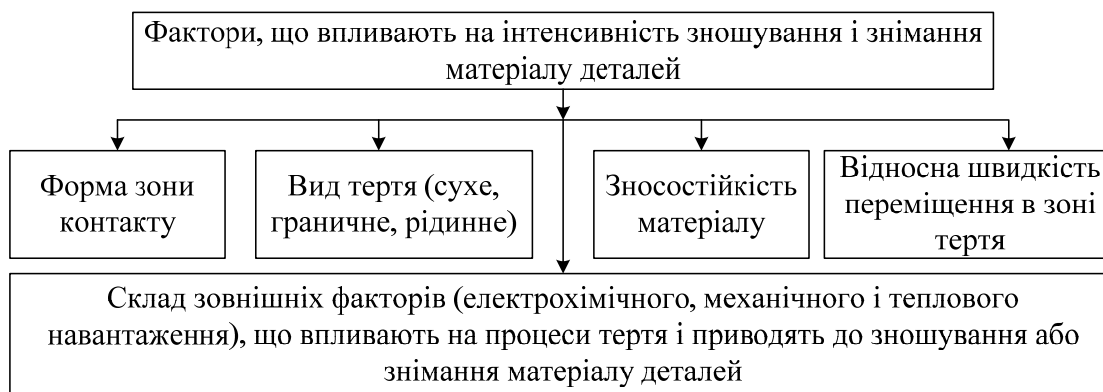 Фактори, що впливають на інтенсивність зношування і знімання
матеріалу деталей
Форма зони
контакту
Вид тертя (сухе,
граничне, рідинне)
Зносостійкість
матеріалу
Відносна швидкість
переміщення в зоні
тертя
Склад зовнішніх факторів (електрохімічного, механічного і теплового
навантаження), що впливають на процеси тертя і приводять до зношування або
знімання матеріалу деталей